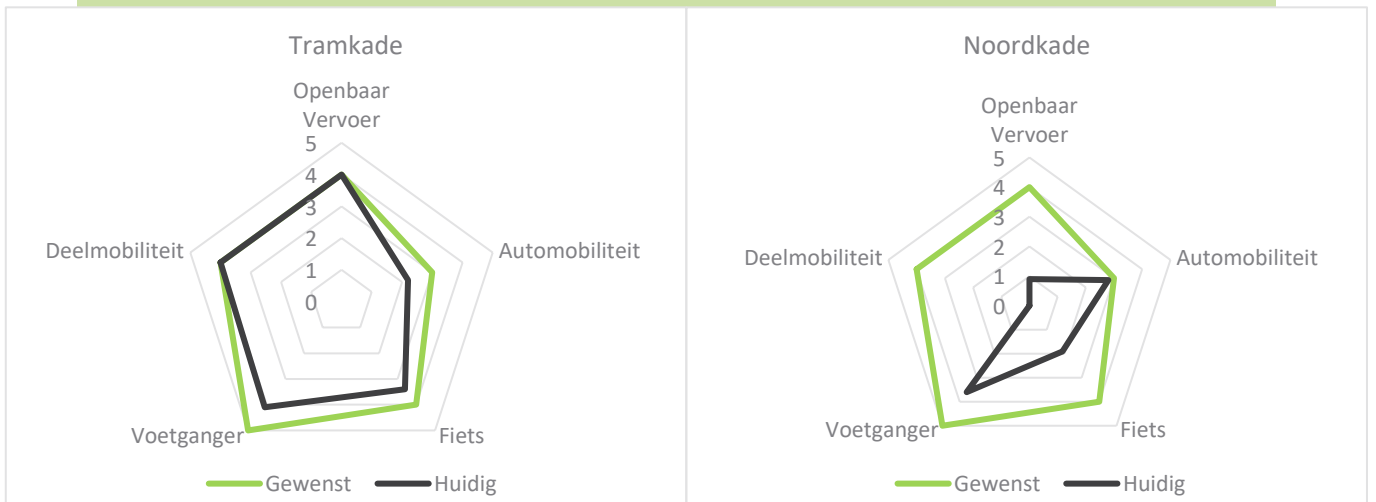 Tramkade
Openbaar
Vervoer
5
4
3
2
1
0
Deelmobiliteit
Automobiliteit
Voetganger
Fiets
Gewenst
Huidig
Noordkade
Openbaar
Vervoer
5
4
3
2
1
0
Deelmobiliteit
Automobiliteit
Voetganger
Fiets
Gewenst
Huidig